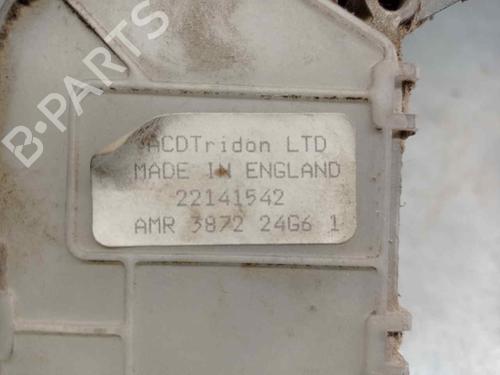 B-PARTS
ACDTridon LTD
MADE IN ENGLAND
22141542
AMR 3872 24G6 1